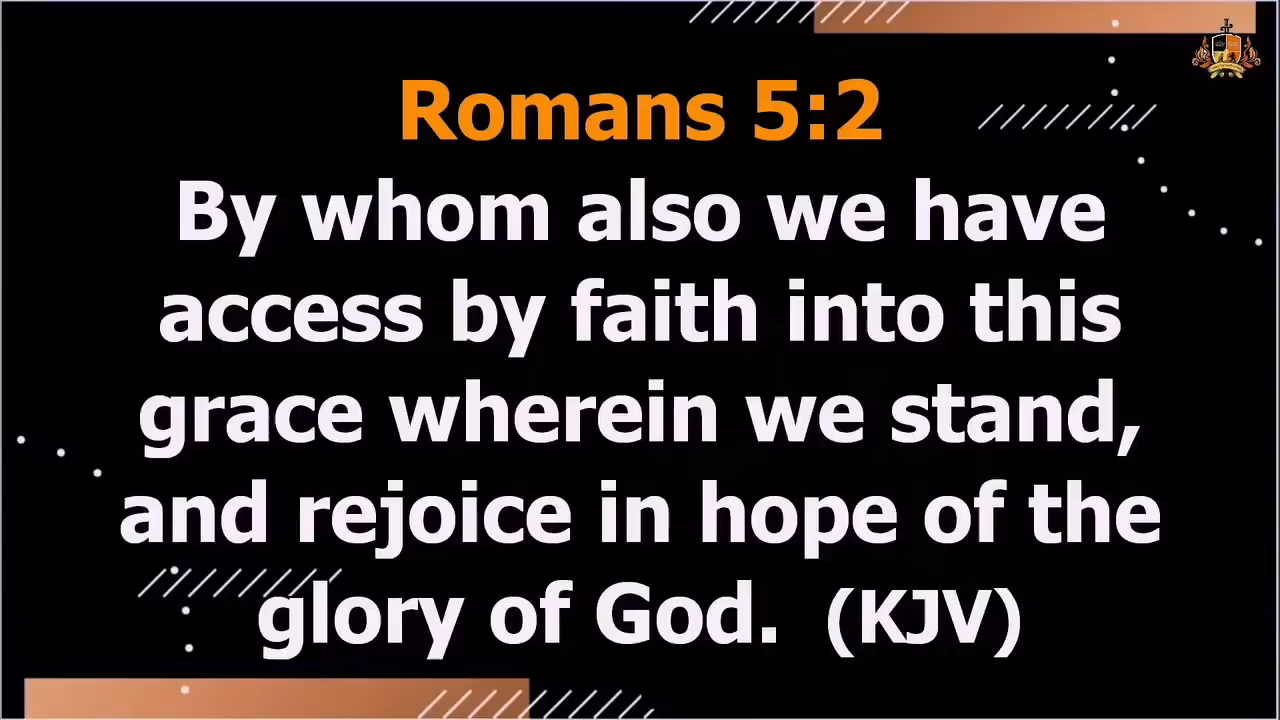 Romans 5:2
By whom also we have
access by faith into this
grace wherein we stand,
and rejoice in hope of the
glory of God.  (KJV)